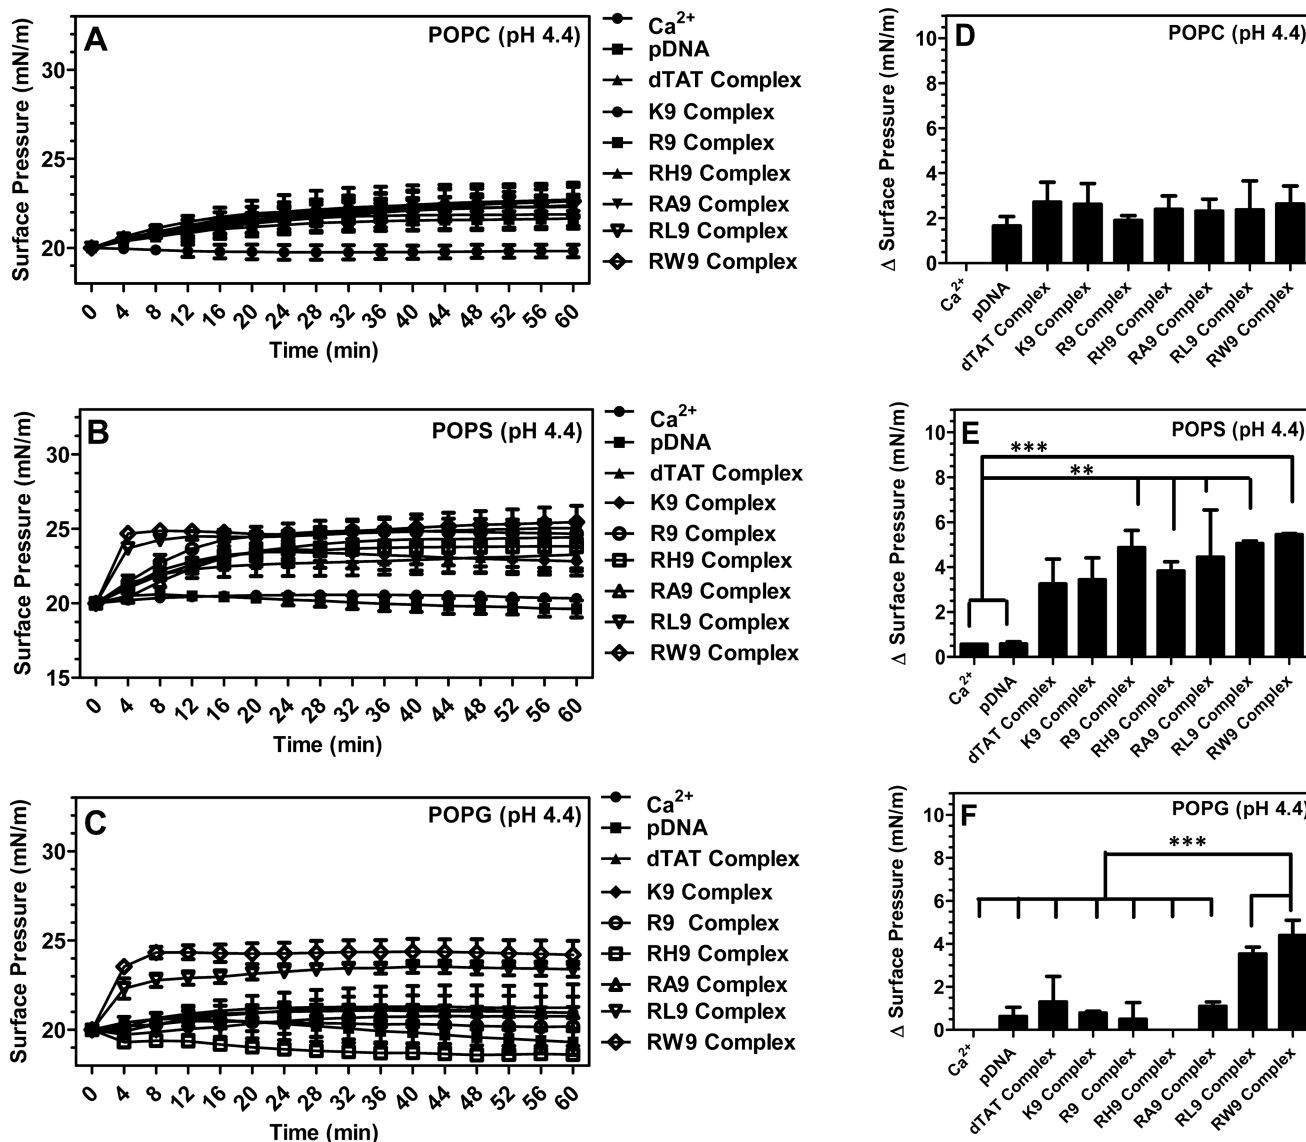 A
POPC (pH 4.4)
Surface Pressure (mN/m)
30
25
20
0 4 8 12 16 20 24 28 32 36 40 44 48 52 56 60
Time (min)
Ca2+
pDNA
dTAT Complex
K9 Complex
R9 Complex
RH9 Complex
RA9 Complex
RL9 Complex
RW9 Complex
D
POPC (pH 4.4)
Δ Surface Pressure (mN/m)
10
8
6
4
2
0
Ca2+
pDNA
dTAT Complex
K9 Complex
R9 Complex
RH9 Complex
RA9 Complex
RL9 Complex
RW9 Complex
B
POPS (pH 4.4)
Surface Pressure (mN/m)
30
25
20
15
0 4 8 12 16 20 24 28 32 36 40 44 48 52 56 60
Time (min)
Ca2+
pDNA
dTAT Complex
K9 Complex
R9 Complex
RH9 Complex
RA9 Complex
RL9 Complex
RW9 Complex
E
POPS (pH 4.4)
***
**
Δ Surface Pressure (mN/m)
10
8
6
4
2
0
Ca2+
pDNA
dTAT Complex
K9 Complex
R9 Complex
RH9 Complex
RA9 Complex
RL9 Complex
RW9 Complex
C
POPG (pH 4.4)
Surface Pressure (mN/m)
30
25
20
0 4 8 12 16 20 24 28 32 36 40 44 48 52 56 60
Time (min)
Ca2+
pDNA
dTAT Complex
K9 Complex
R9 Complex
RH9 Complex
RA9 Complex
RL9 Complex
RW9 Complex
F
POPG (pH 4.4)
***
Δ Surface Pressure (mN/m)
10
8
6
4
2
0
Ca2+
pDNA
dTAT Complex
K9 Complex
R9 Complex
RH9 Complex
RA9 Complex
RL9 Complex
RW9 Complex